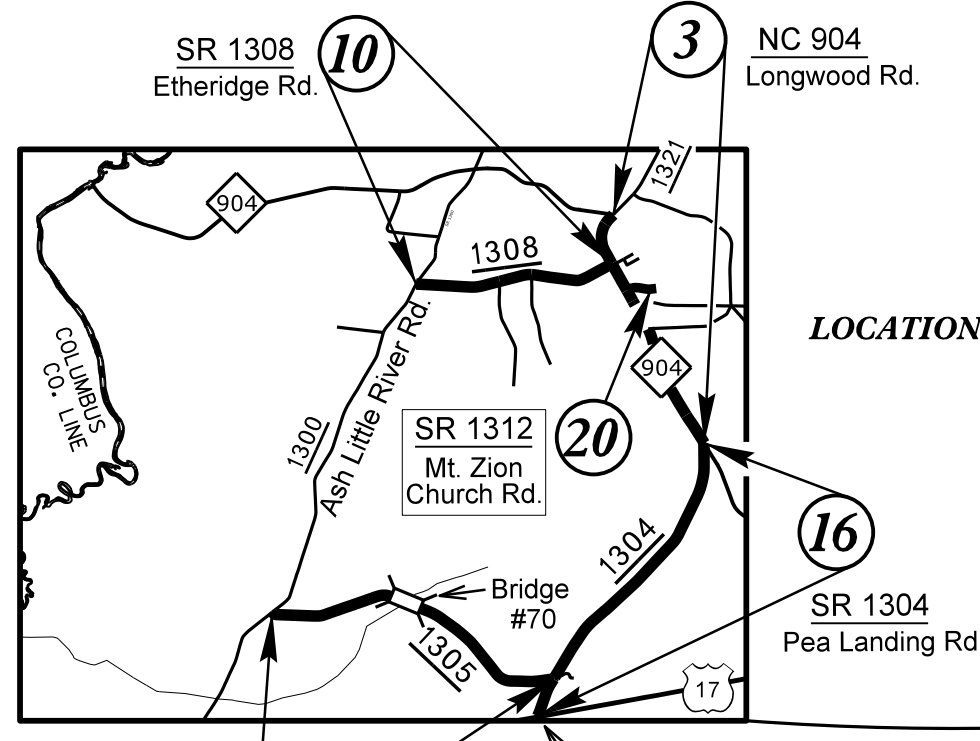 SR 1308
Etheridge Rd.
10
3
NC 904
Longwood Rd.
1321
904
1308
LOCATION
COLUMBUS
CO. LINE
904
Ash Little River Rd.
1300
SR 1312
Mt. Zion
Church Rd.
20
16
1304
SR 1304
Pea Landing Rd
Bridge
#70
1305
17